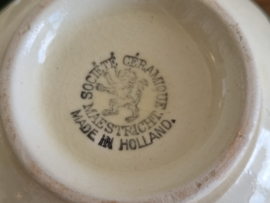 SOCIÉTÉ CÉRAMIQUE
MAESTRICHT.
MADE IN HOLLAND.